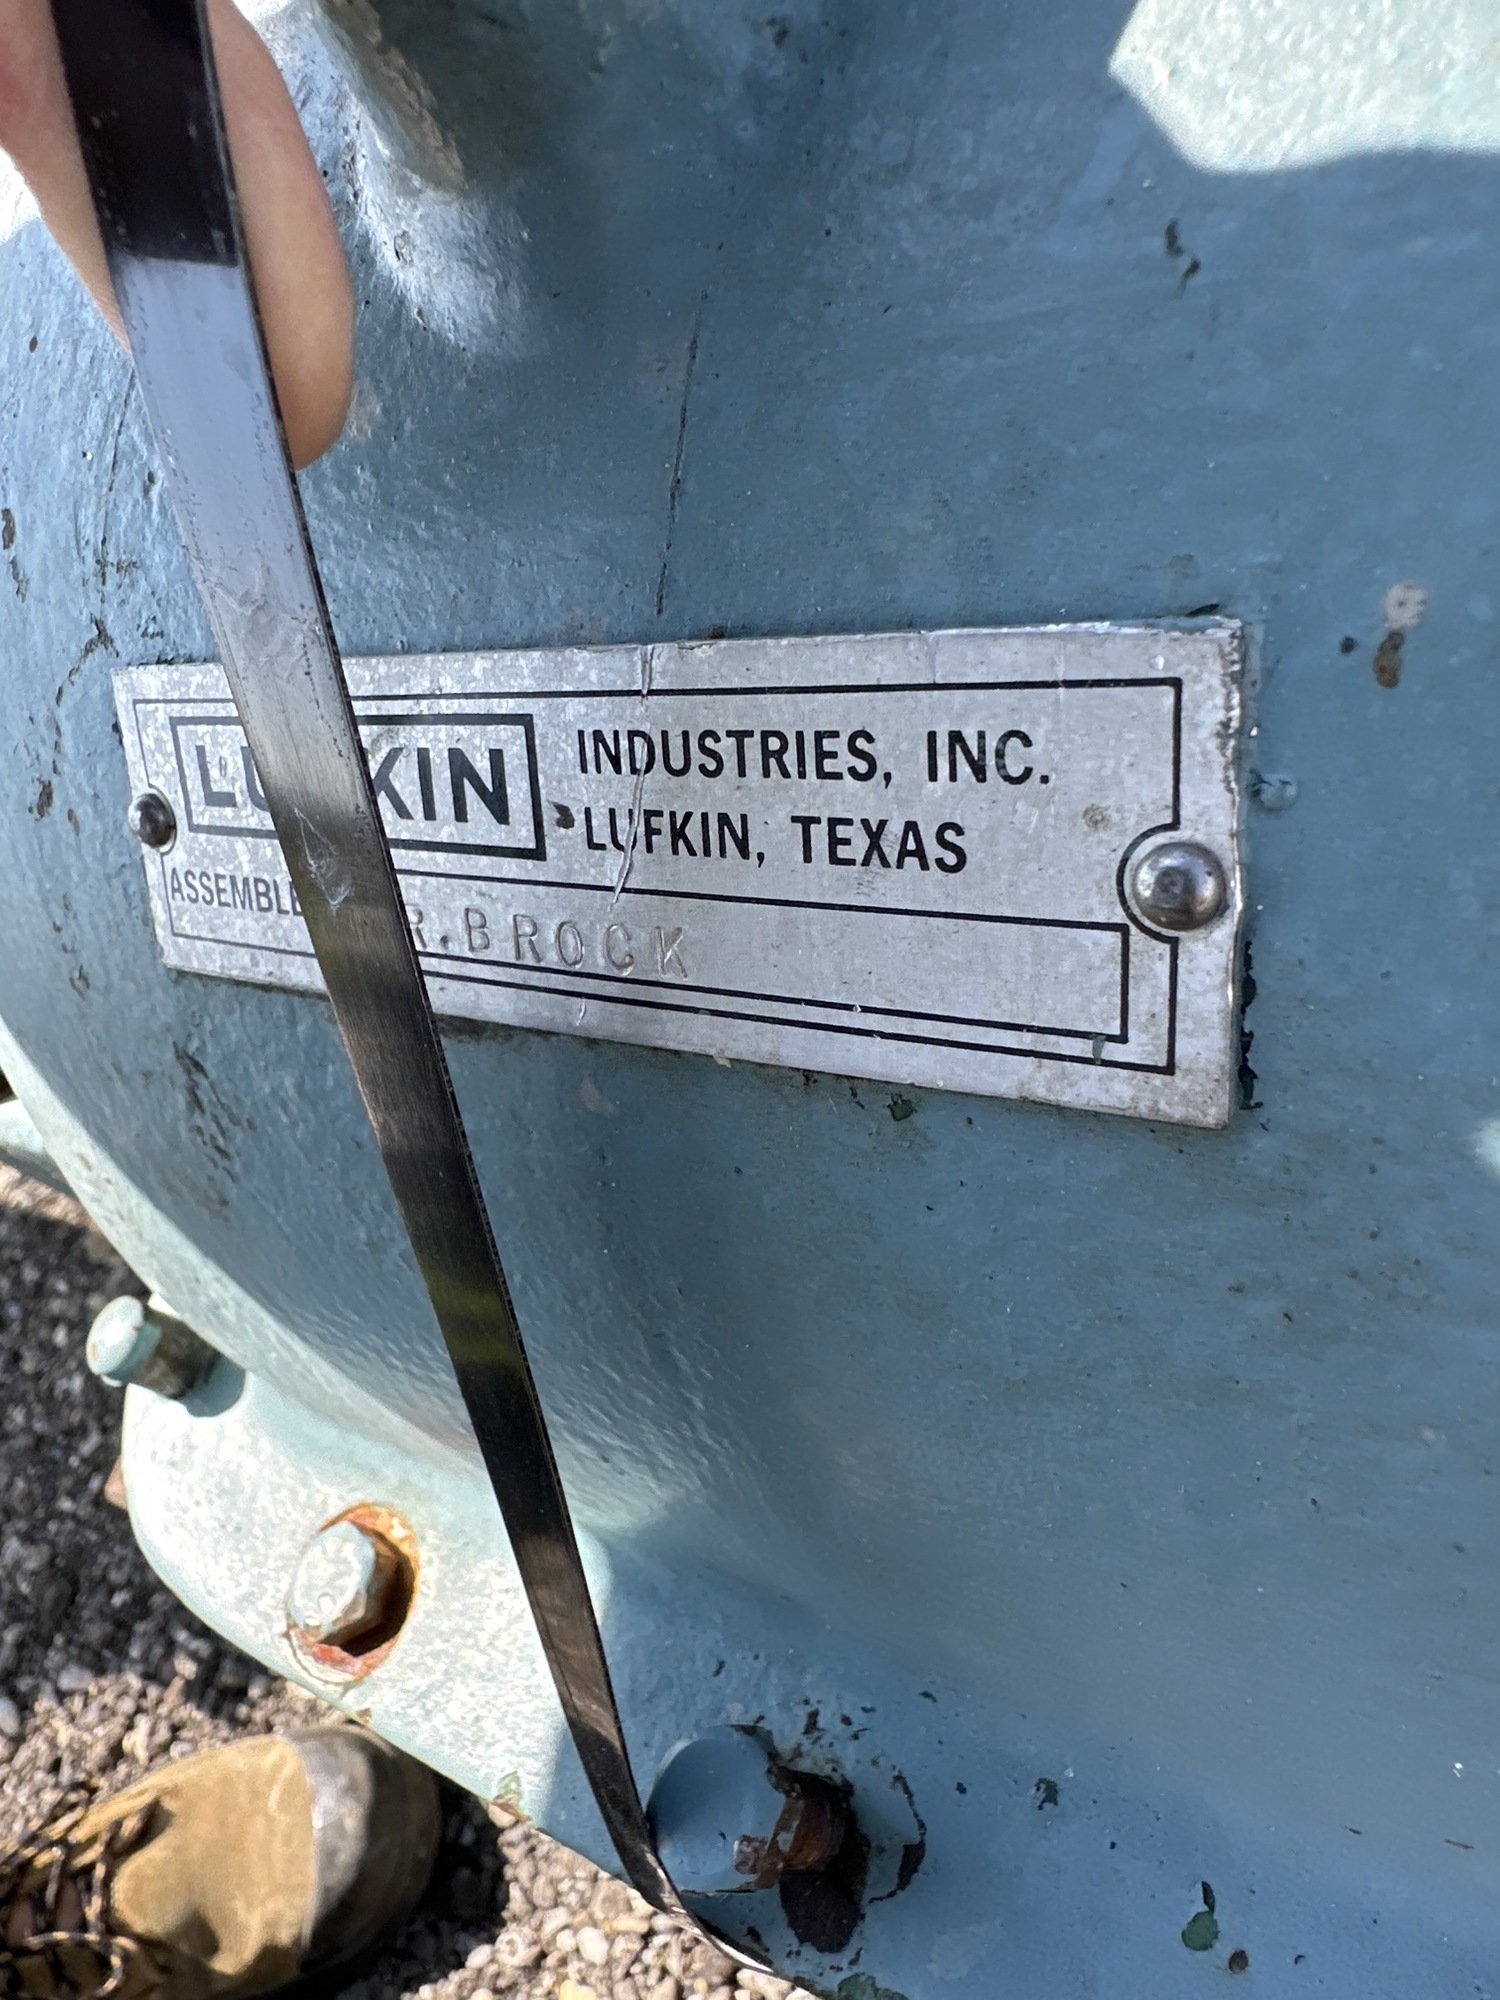 INDUSTRIES, INC.
LUFKIN, TEXAS
R.BROCK